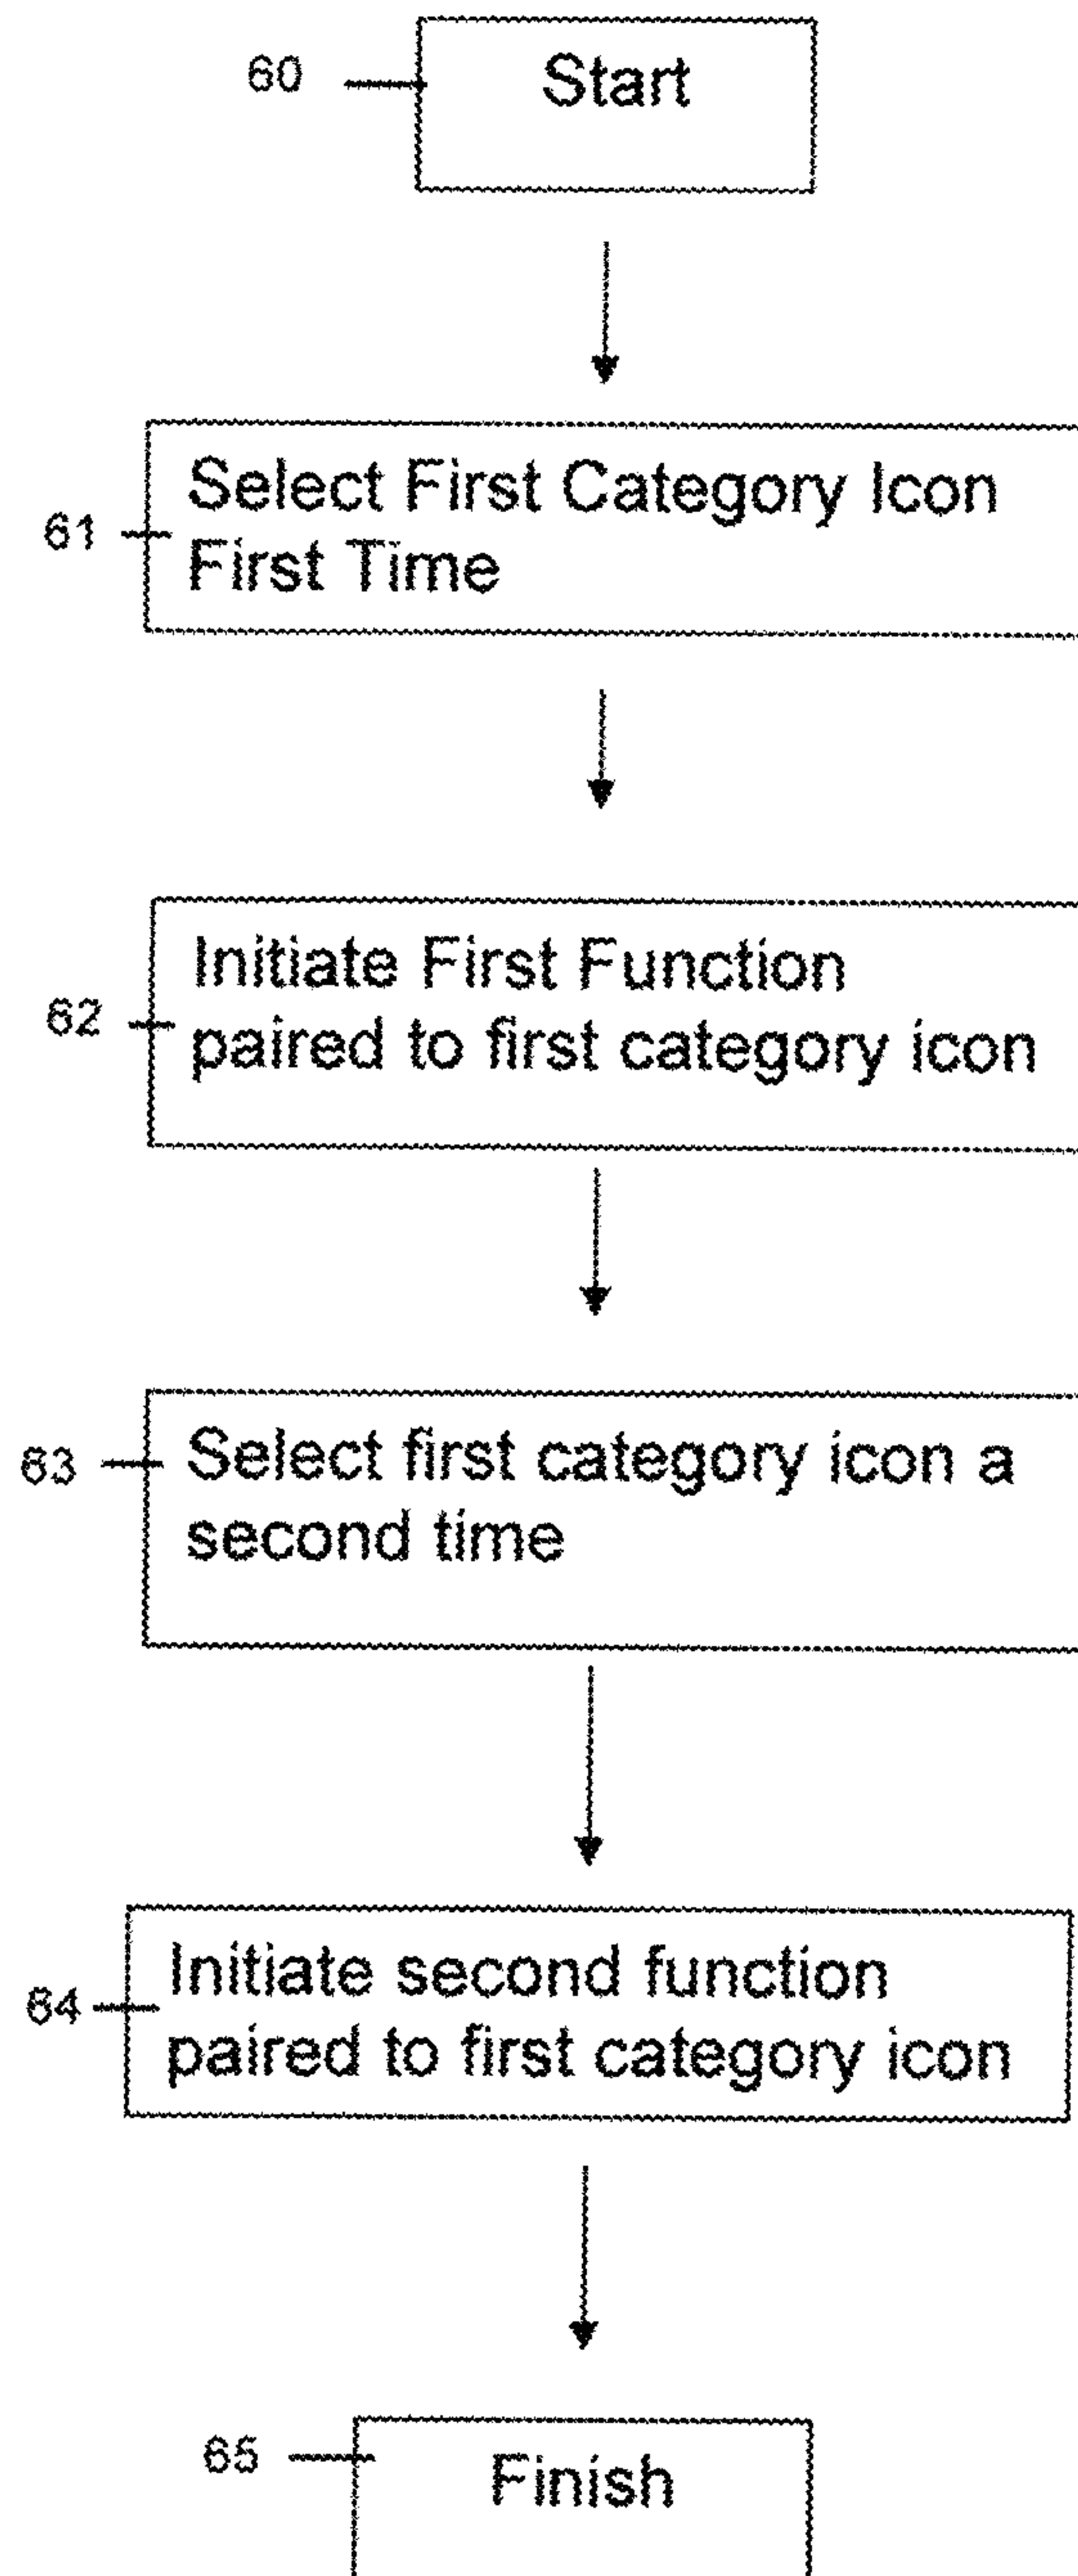 60
Start
61
Select First Category Icon
First Time
62
Initiate First Function
paired to first category icon
63
Select first category icon a
second time
64
Initiate second function
paired to first category icon
65
Finish